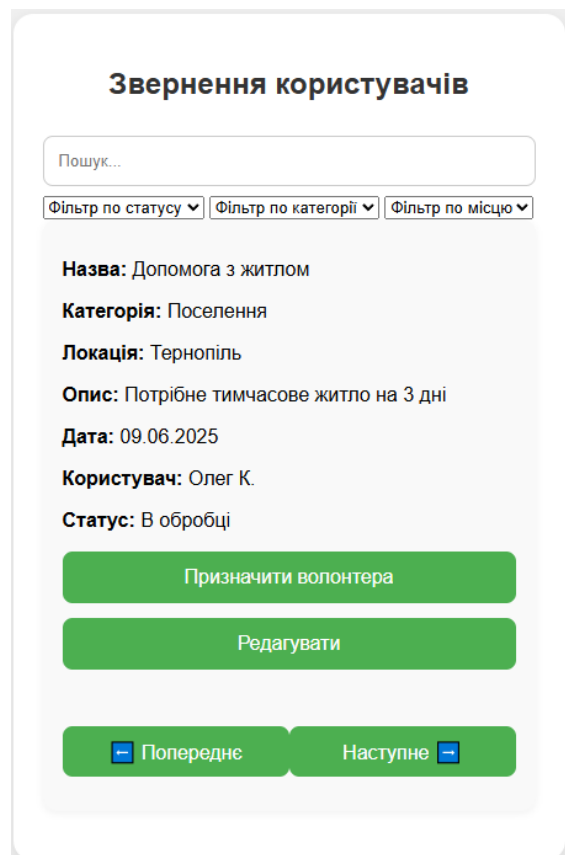 Звернення користувачів
Пошук...
Фільтр по статусу Фільтр по категорії Фільтр по місцю
Назва: Допомога з житлом
Категорія: Поселення
Локація: Тернопіль
Опис: Потрібне тимчасове житло на 3 дні
Дата: 09.06.2025
Користувач: Олег К.
Статус: В обробці
Призначити волонтера
Редагувати
⬅ Попереднє Наступне ➡